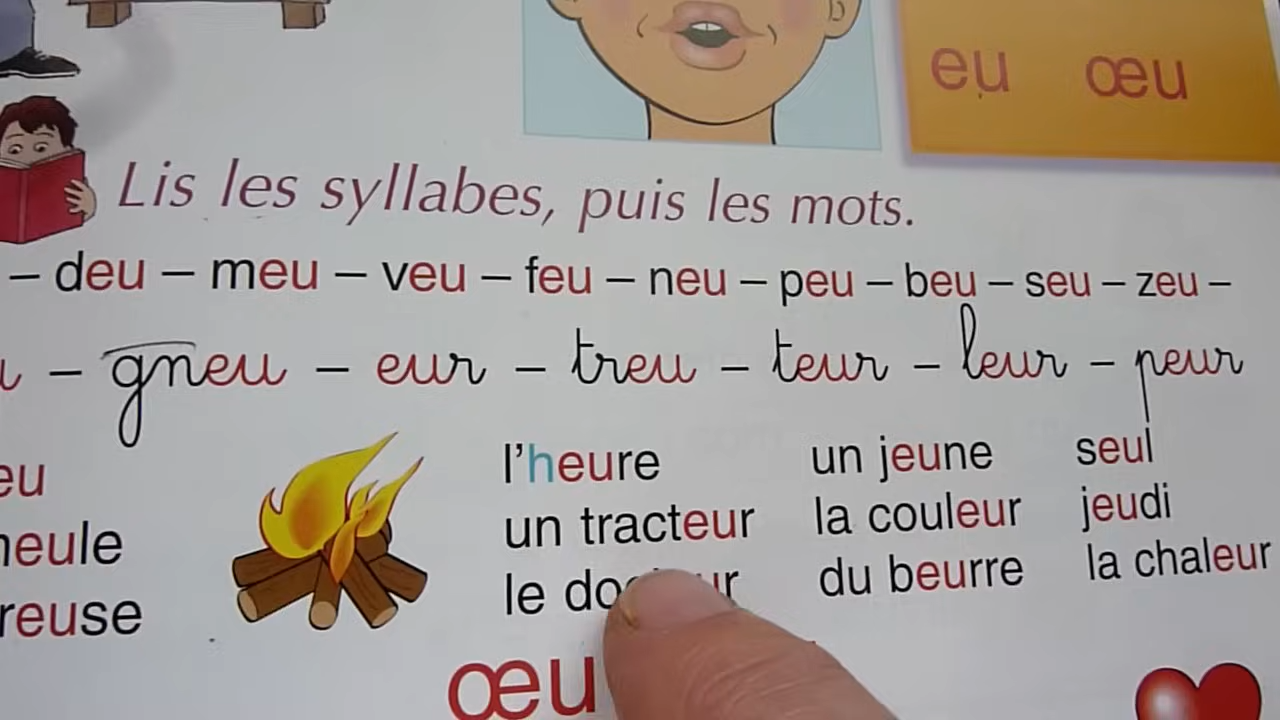 eu œu
Lis les syllabes, puis les mots.
– deu – meu – veu – feu – neu – peu – beu – seu – zeu –
– gneu – eur – treu – teur – leur – peur
l'heure un jeune seul
un tracteur la couleur jeudi
le du beurre la chaleur
œu